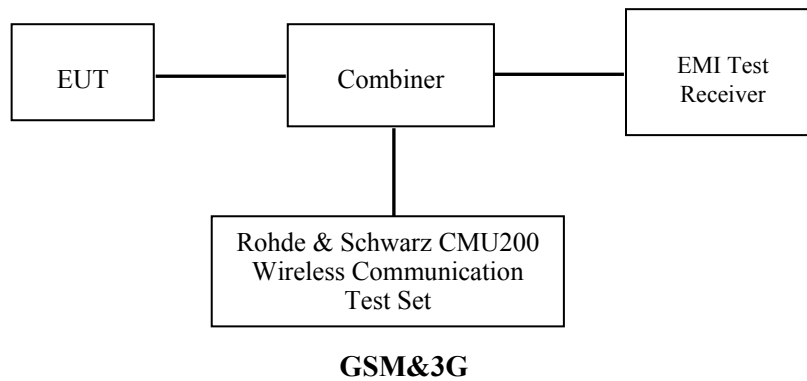 EUT
Combiner
EMI Test
Receiver
Rohde & Schwarz CMU200
Wireless Communication
Test Set
GSM&3G